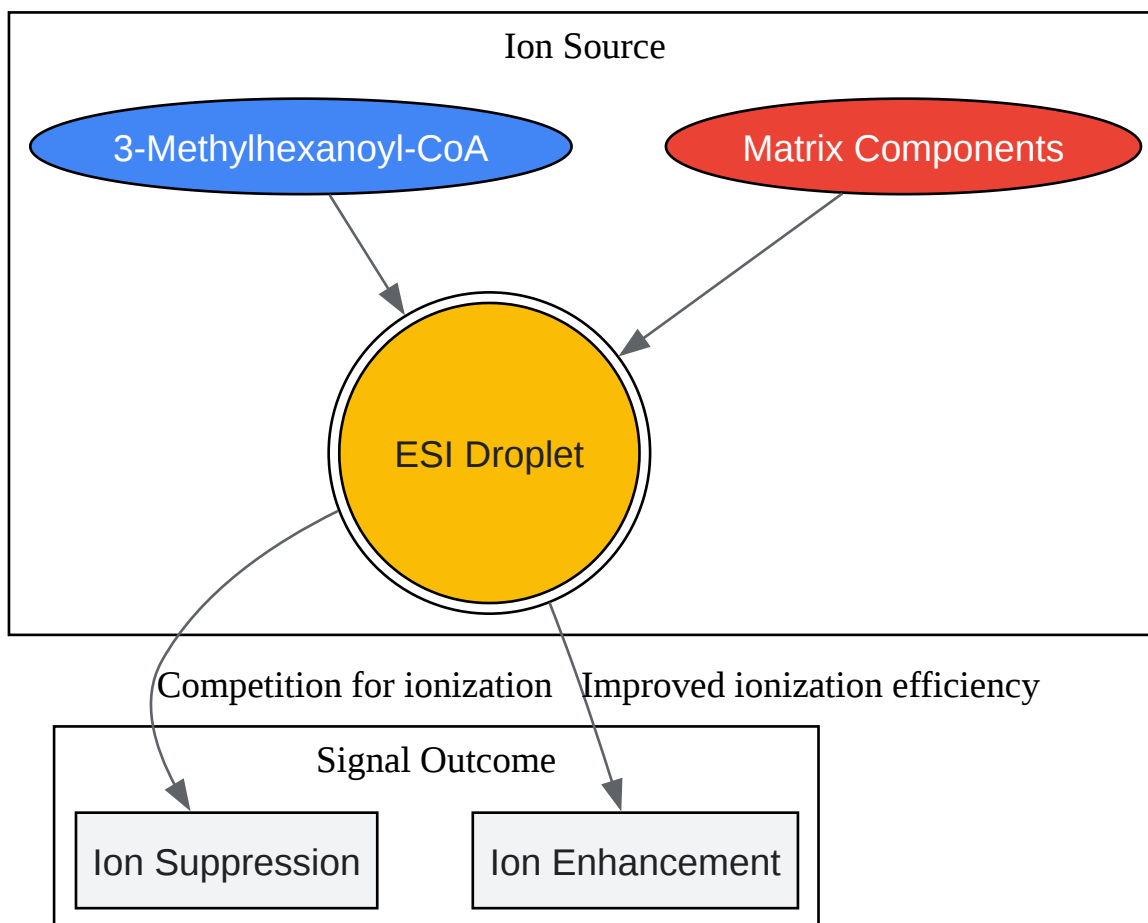 Ion Source
3-Methylhexanoyl-CoA
Matrix Components
ESI Droplet
Competition for ionization
Improved ionization efficiency
Signal Outcome
Ion Suppression
Ion Enhancement